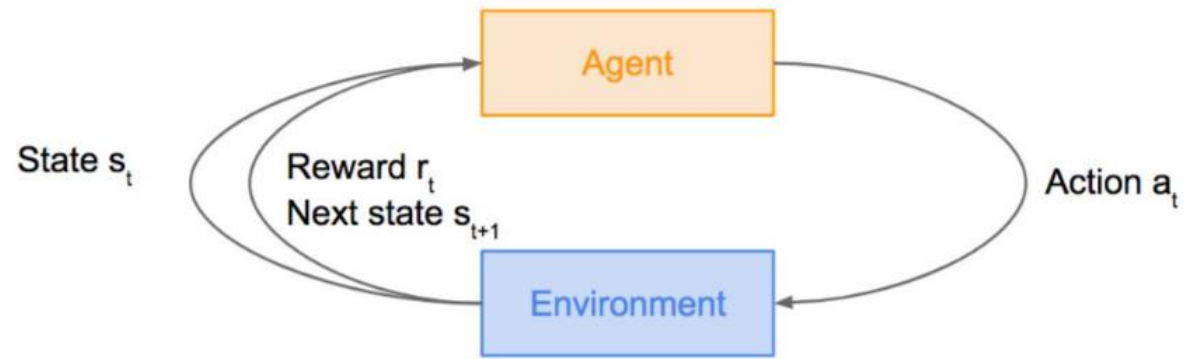 Agent
State sₜ
Reward rₜ
Next state sₜ₊₁
Action aₜ
Environment